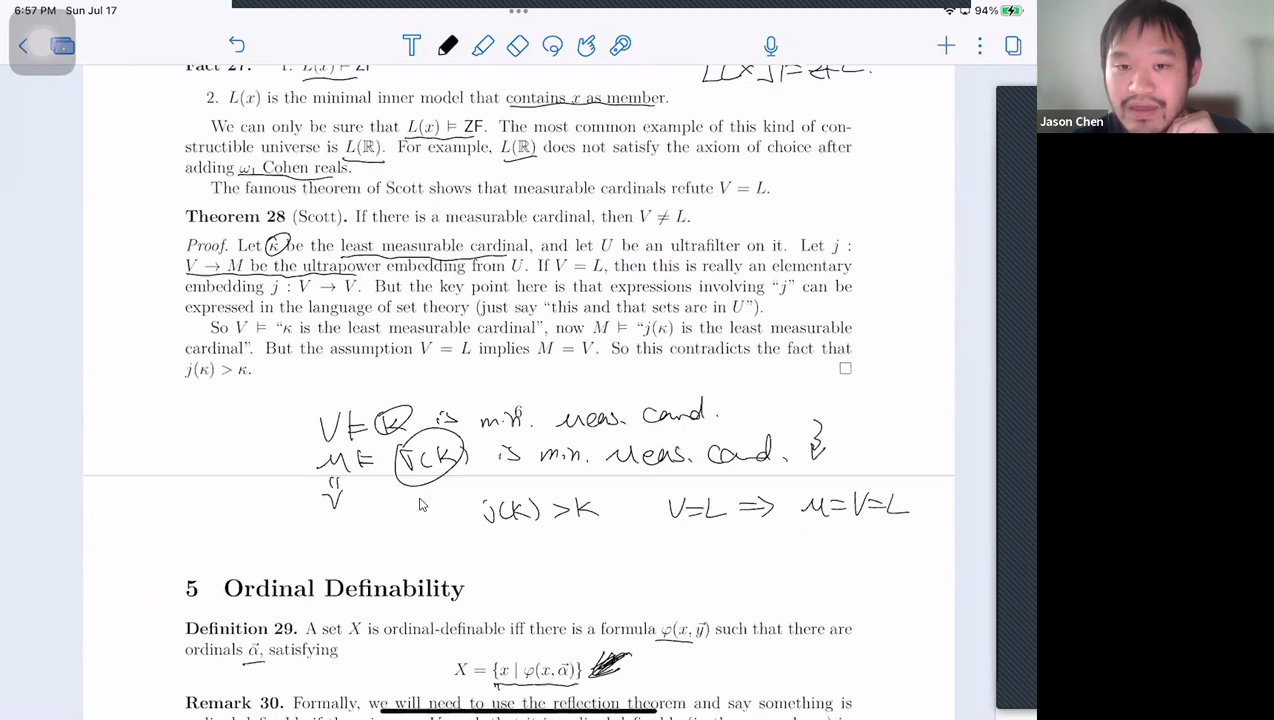 6:57 PM Sun Jul 17
94%
T
Jason Chen
Fact 27. 1. L(x) ⊨ ZF
L[x] ⊨ ZFC.
2. L(x) is the minimal inner model that contains x as member.
We can only be sure that L(x) ⊨ ZF. The most common example of this kind of con-
structible universe is L(ℝ). For example, L(ℝ) does not satisfy the axiom of choice after
adding ω₁ Cohen reals.
The famous theorem of Scott shows that measurable cardinals refute V = L.
Theorem 28 (Scott). If there is a measurable cardinal, then V ≠ L.
Proof. Let κ be the least measurable cardinal, and let U be an ultrafilter on it. Let j :
V → M be the ultrapower embedding from U. If V = L, then this is really an elementary
embedding j : V → V. But the key point here is that expressions involving “j” can be
expressed in the language of set theory (just say “this and that sets are in U”).
So V ⊨ “κ is the least measurable cardinal”, now M ⊨ “j(κ) is the least measurable
cardinal”. But the assumption V = L implies M = V. So this contradicts the fact that
j(κ) > κ.
□
V ⊨ κ is min. meas. card.
M ⊨ j(κ) is min. meas. card.
=
V
j(κ) > κ V=L ⇒ M=V=L
5 Ordinal Definability
Definition 29. A set X is ordinal-definable iff there is a formula φ(x, y⃗) such that there are
ordinals α⃗, satisfying
X = {x | φ(x, α⃗)}
Remark 30. Formally, we will need to use the reflection theorem and say something is